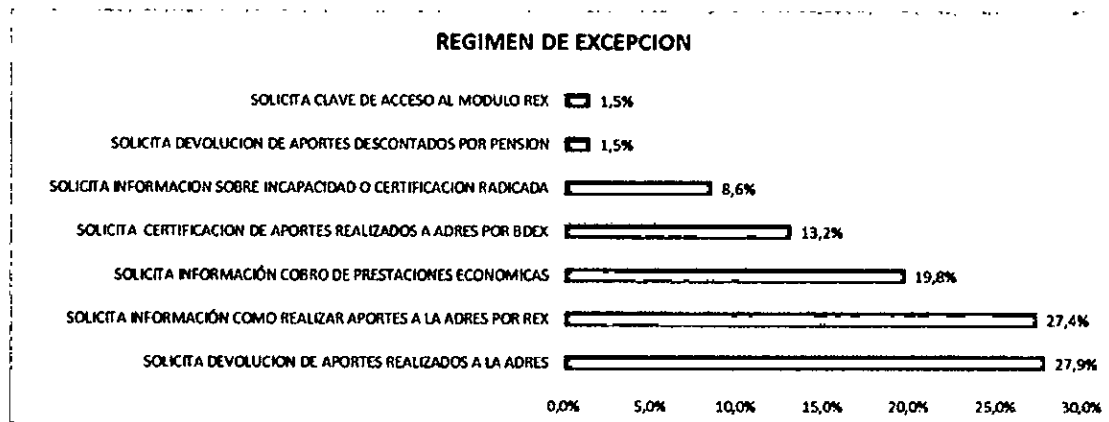 REGIMEN DE EXCEPCION
SOLICITA CLAVE DE ACCESO AL MODULO REX 1,5%
SOLICITA DEVOLUCION DE APORTES DESCONTADOS POR PENSION 1,5%
SOLICITA INFORMACION SOBRE INCAPACIDAD O CERTIFICACION RADICADA 8,6%
SOLICITA CERTIFICACION DE APORTES REALIZADOS A ADRES POR BDEX 13,2%
SOLICITA INFORMACIÓN COBRO DE PRESTACIONES ECONOMICAS 19,8%
SOLICITA INFORMACIÓN COMO REALIZAR APORTES A LA ADRES POR REX 27,4%
SOLICITA DEVOLUCION DE APORTES REALIZADOS A LA ADRES 27,9%
0,0% 5,0% 10,0% 15,0% 20,0% 25,0% 30,0%